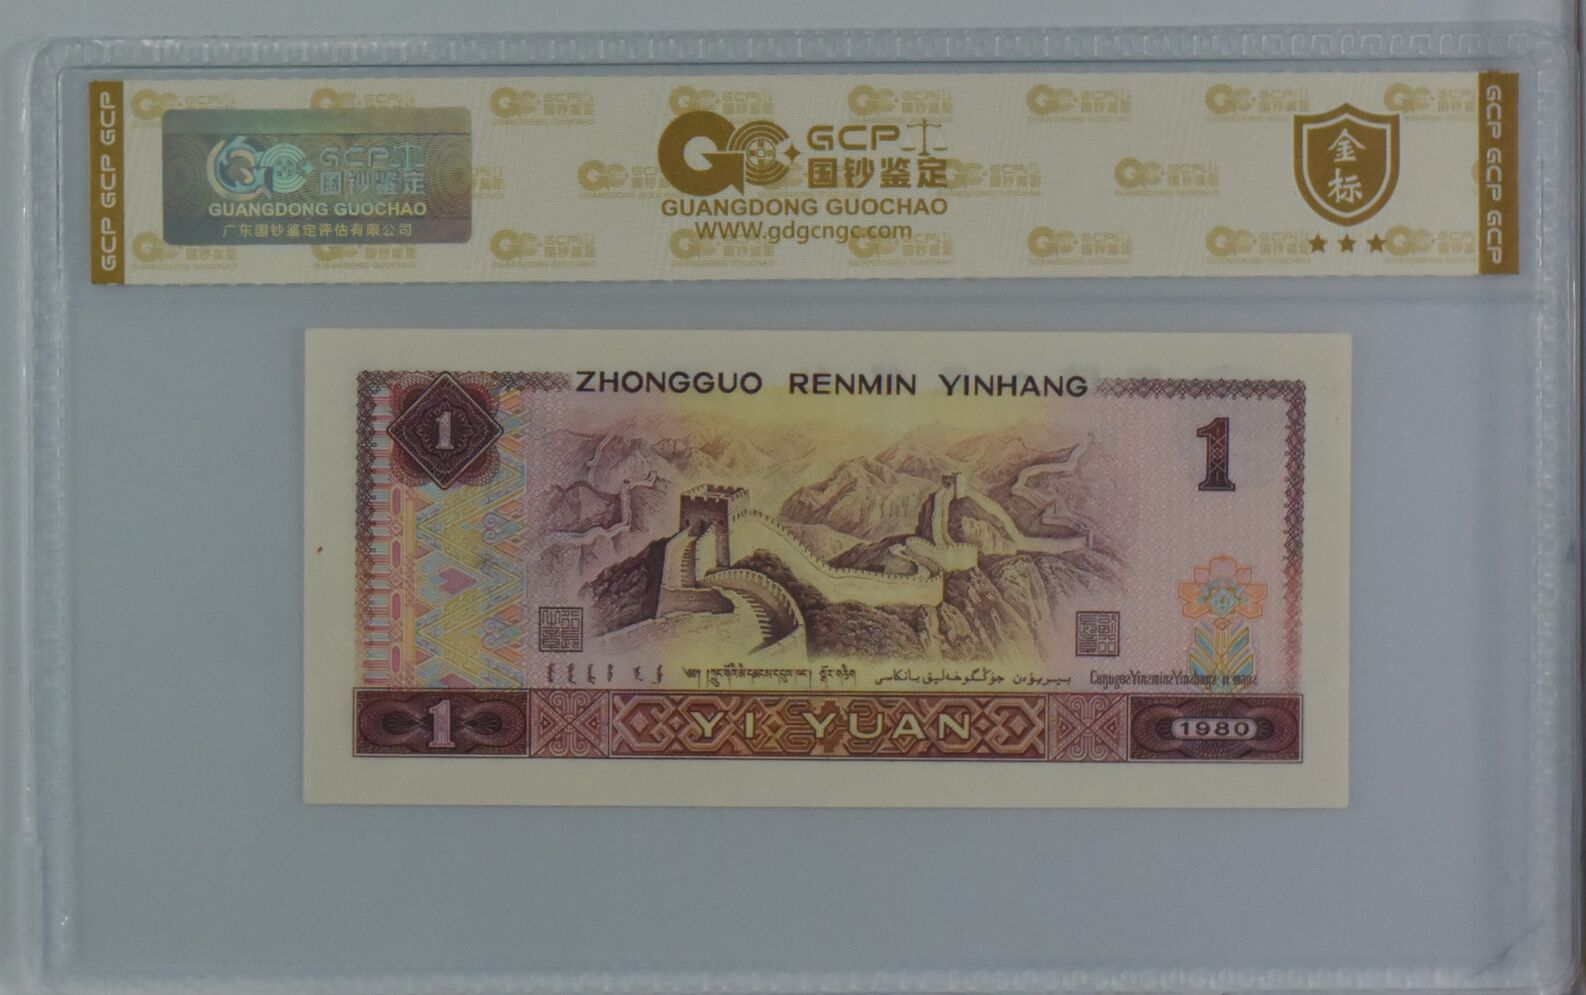 GCP GCP GCP
GCP
国钞鉴定
GUANGDONG GUOCHAO
广东国钞鉴定评估有限公司
GCP
国钞鉴定
GUANGDONG GUOCHAO
WWW.gdgcngc.com
金标
GCP GCP GCP
ZHONGGUO RENMIN YINHANG
1
1
1
YI YUAN
1980